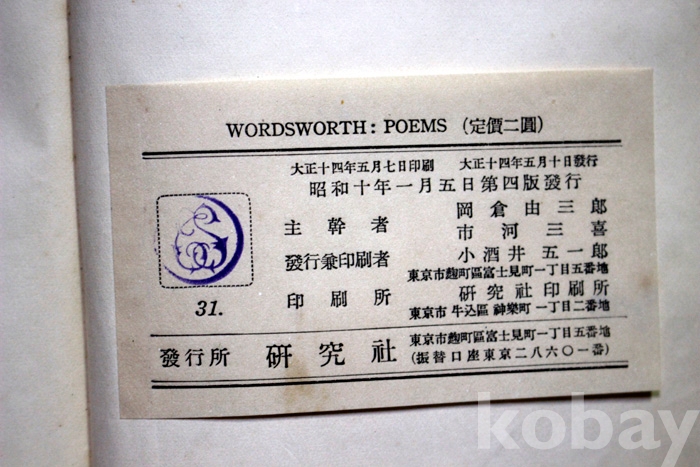 WORDSWORTH: POEMS (定價二圓)
大正十四年五月七日印刷 大正十四年五月十日發行
昭和十年一月五日第四版發行
主幹者 岡倉由三郎
市河三喜
發行兼印刷者 小酒井五一郎
東京市麴町區富士見町一丁目五番地
印刷所 研究社印刷所
東京市牛込區神樂町一丁目二番地
31.
發行所 研究社 東京市麴町區富士見町一丁目五番地
(振替口座東京二八六〇一番)
kobay